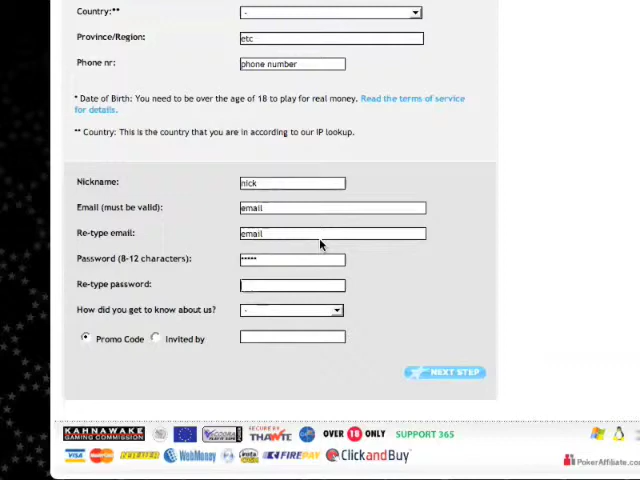 Country:** -
Province/Region: etc
Phone nr: phone number
* Date of Birth: You need to be over the age of 18 to play for real money. Read the terms of service
for details.
** Country: This is the country that you are in according to our IP lookup.
Nickname: nick
Email (must be valid): email
Re-type email: email
Password (8-12 characters): •••••
Re-type password:
How did you get to know about us? -
Promo Code Invited by
NEXT STEP
KAHNAWAKE
GAMING COMMISSION
SECURED BY
THAWTE
OVER 18 ONLY SUPPORT 365
VISA
WebMoney
FIREPAY
ClickandBuy
PokerAffiliate.co